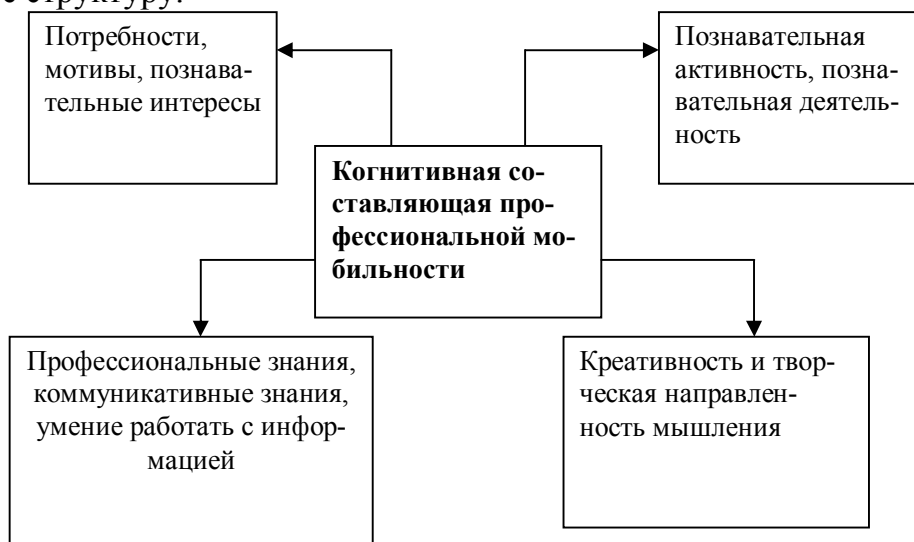 е структуру:
Потребности,
мотивы, познава-
тельные интересы
Познавательная
активность, позна-
вательная деятель-
ность
Когнитивная со-
ставляющая про-
фессиональной мо-
бильности
Профессиональные знания,
коммуникативные знания,
умение работать с инфор-
мацией
Креативность и твор-
ческая направлен-
ность мышления